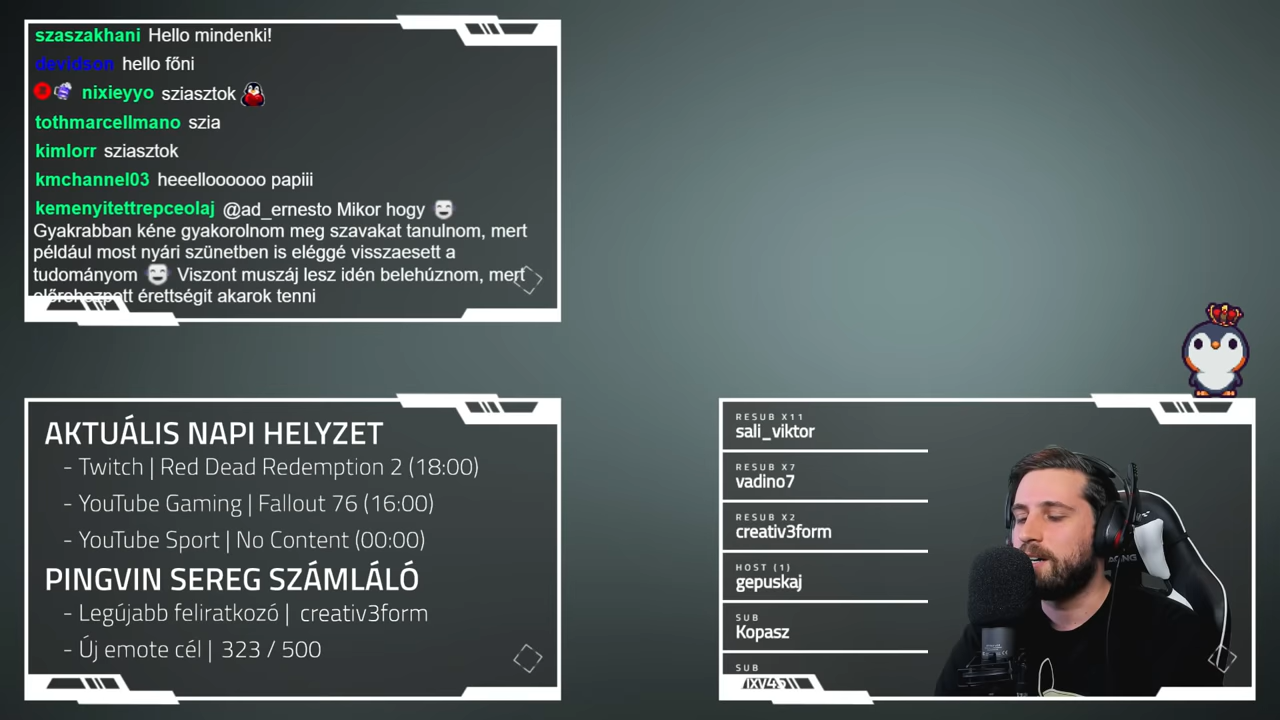 szaszakhani Hello mindenki!
devidson hello főni
nixieyyo sziasztok
tothmarcellmano szia
kimlorr sziasztok
kmchannel03 heeelloooooo papiii
kemenyitettrepceolaj @ad_ernesto Mikor hogy
Gyakrabban kéne gyakorolnom meg szavakat tanulnom, mert
például most nyári szünetben is eléggé visszaesett a
tudományom Viszont muszáj lesz idén belehúznom, mert
előrehozott érettségit akarok tenni
AKTUÁLIS NAPI HELYZET
- Twitch | Red Dead Redemption 2 (18:00)
- YouTube Gaming | Fallout 76 (16:00)
- YouTube Sport | No Content (00:00)
PINGVIN SEREG SZÁMLÁLÓ
- Legújabb feliratkozó | creativ3form
- Új emote cél | 323 / 500
RESUB X11
sali_viktor
RESUB X7
vadino7
RESUB X2
creativ3form
HOST (1)
gepuskaj
SUB
Kopasz
SUB